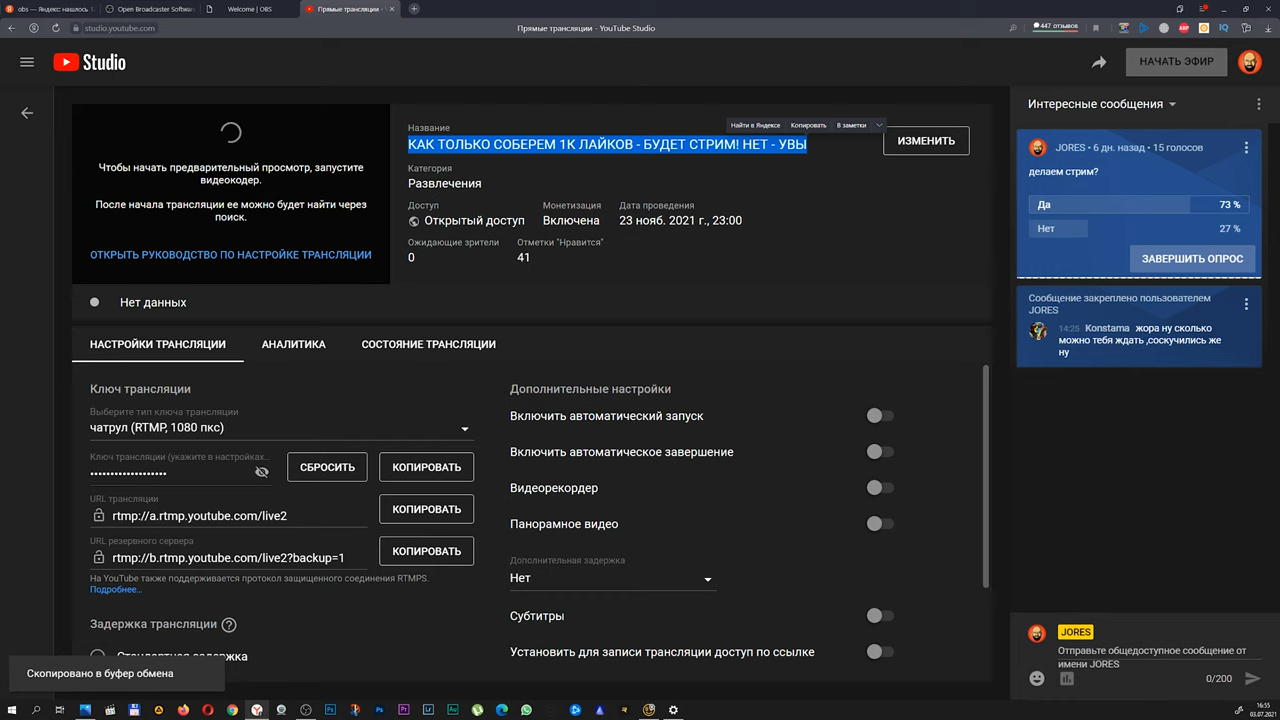 obs — Яндекс: нашлось
Open Broadcaster Softwar
Welcome | OBS
Прямые трансляции -
studio.youtube.com
Прямые трансляции - YouTube Studio
447 отзывов
Studio
НАЧАТЬ ЭФИР
Чтобы начать предварительный просмотр, запустите
видеокодер.
После начала трансляции ее можно будет найти через
поиск.
ОТКРЫТЬ РУКОВОДСТВО ПО НАСТРОЙКЕ ТРАНСЛЯЦИИ
Название
Найти в Яндексе
Копировать
В заметки
КАК ТОЛЬКО СОБЕРЕМ 1К ЛАЙКОВ - БУДЕТ СТРИМ! НЕТ - УВЫ
ИЗМЕНИТЬ
Категория
Развлечения
Доступ
Открытый доступ
Монетизация
Включена
Дата проведения
23 нояб. 2021 г., 23:00
Ожидающие зрители
0
Отметки "Нравится"
41
Нет данных
НАСТРОЙКИ ТРАНСЛЯЦИИ
АНАЛИТИКА
СОСТОЯНИЕ ТРАНСЛЯЦИИ
Ключ трансляции
Выберите тип ключа трансляции
чатрул (RTMP, 1080 пкс)
Ключ трансляции (укажите в настройках...
••••••••••••••••••
СБРОСИТЬ
КОПИРОВАТЬ
URL трансляции
rtmp://a.rtmp.youtube.com/live2
КОПИРОВАТЬ
URL резервного сервера
rtmp://b.rtmp.youtube.com/live2?backup=1
КОПИРОВАТЬ
На YouTube также поддерживается протокол защищенного соединения RTMPS.
Подробнее...
Задержка трансляции
Стандартная задержка
Дополнительные настройки
Включить автоматический запуск
Включить автоматическое завершение
Видеорекордер
Панорамное видео
Дополнительная задержка
Нет
Субтитры
Установить для записи трансляции доступ по ссылке
Скопировано в буфер обмена
Интересные сообщения
JORES • 6 дн. назад • 15 голосов
делаем стрим?
Да
73 %
Нет
27 %
ЗАВЕРШИТЬ ОПРОС
Сообщение закреплено пользователем
JORES
14:25 Konstama жора ну сколько
можно тебя ждать ,соскучились же
ну
JORES
Отправьте общедоступное сообщение от
имени JORES
0/200
16:55
03.07.2021